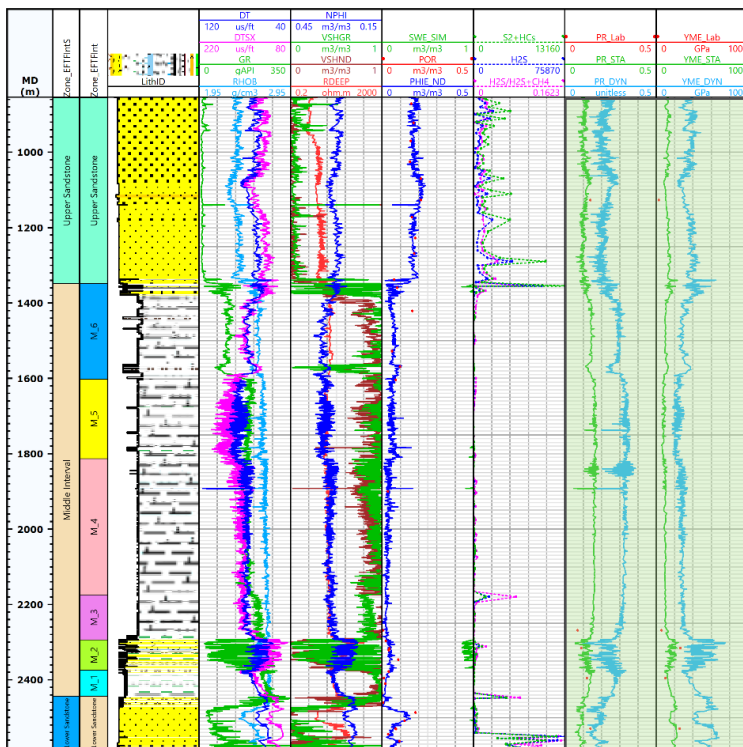 DT NPHI
120 us/ft 40 0.45 m3/m3 0.15
DTSX VSHGR SWE_SIM S2+HCs PR_Lab YME_Lab
220 us/ft 80 0 m3/m3 1 0 m3/m3 1 0 13160 0 0.5 0 GPa 100
GR VSHND POR H2S PR_STA YME_STA
0 gAPI 350 0 m3/m3 1 0 m3/m3 0.5 0 75870 0 0.5 0 100
RHOB RDEEP PHIE_ND H2S/H2S+CH4 PR_DYN YME_DYN
1.95 g/cm3 2.95 0.2 ohm.m 2000 0 m3/m3 0.5 0 0.1623 0 unitless 0.5 0 GPa 100
MD
(m)
Zone_EFFFintS
Zone_EFFFint
LithID
1000
1200
1400
1600
1800
2000
2200
2400
Upper Sandstone
Upper Sandstone
Middle Interval
M_6
M_5
M_4
M_3
M_2
M_1
Lower Sandstone
Lower Sandstone